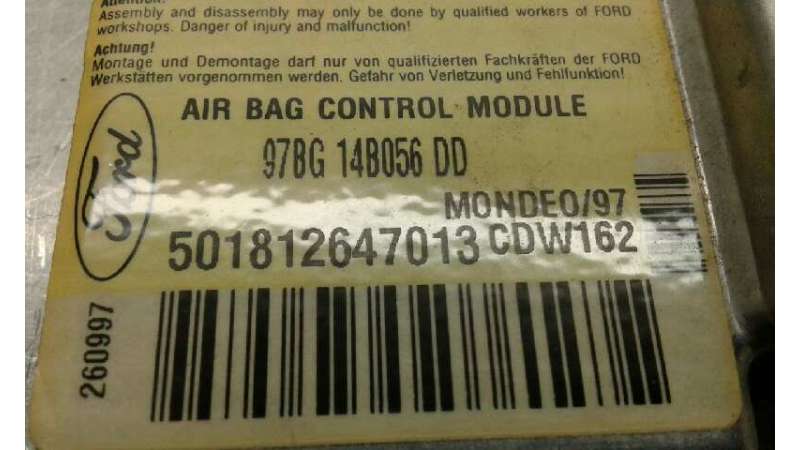 Attention!
Assembly and disassembly may only be done by qualified workers of FORD
workshops. Danger of injury and malfunction!
Achtung!
Montage und Demontage darf nur von qualifizierten Fachkräften der FORD
Werkstätten vorgenommen werden. Gefahr von Verletzung und Fehlfunktion!
AIR BAG CONTROL MODULE
Ford
97BG 14B056 DD
MONDEO/97
501812647013 CDW162
260997